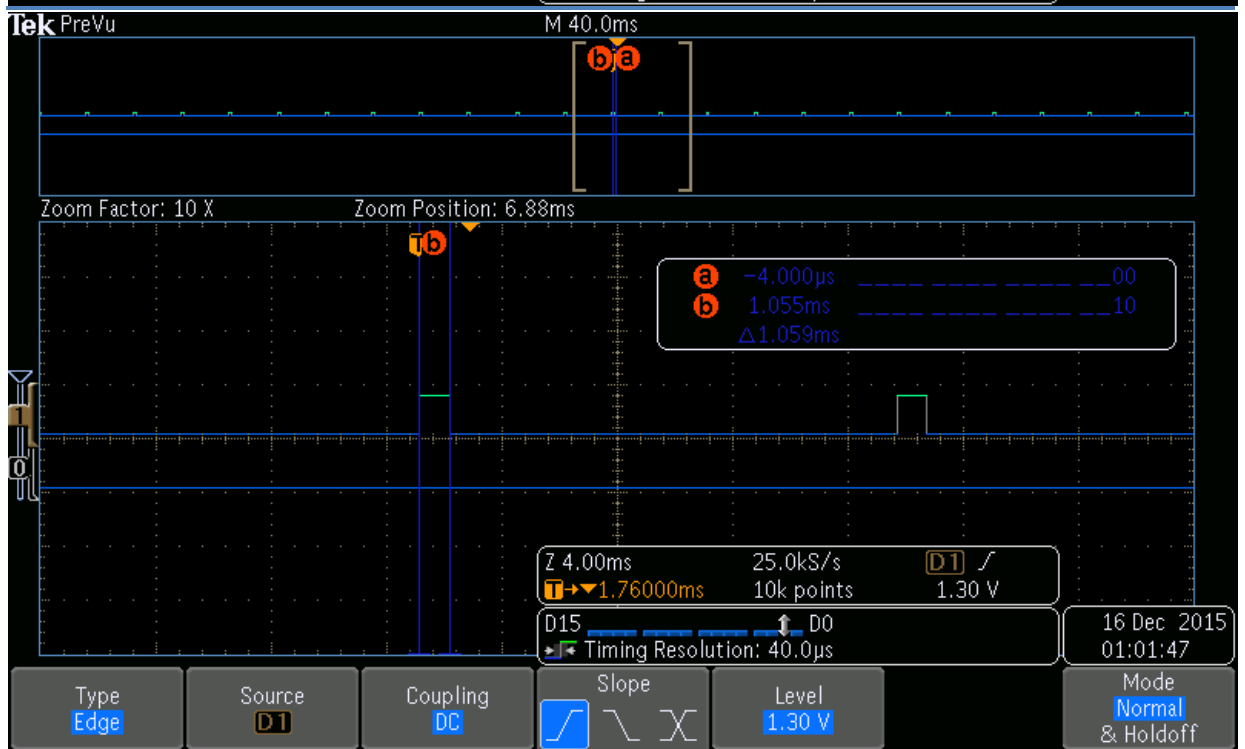 Tek PreVu M 40.0ms
b a
Zoom Factor: 10 X Zoom Position: 6.88ms
T b
a -4.000µs ____ ____ ____ __00
b 1.055ms ____ ____ ____ __10
△1.059ms
1
0
Z 4.00ms 25.0kS/s D1
T→▼1.76000ms 10k points 1.30 V
D15 D0
Timing Resolution: 40.0µs
16 Dec 2015
01:01:47
Type
Edge
Source
D1
Coupling
DC
Slope
Level
1.30 V
Mode
Normal
& Holdoff